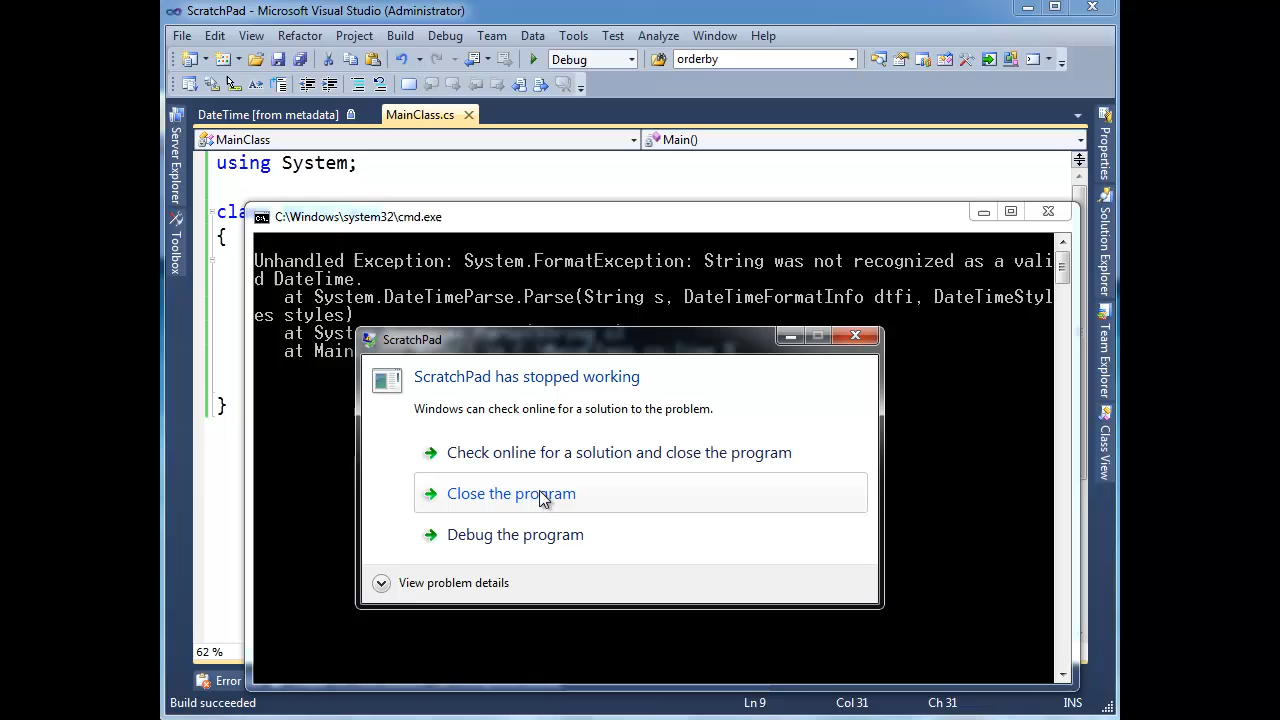 ScratchPad - Microsoft Visual Studio (Administrator)
File Edit View Refactor Project Build Debug Team Data Tools Test Analyze Window Help
Debug orderby
DateTime [from metadata] MainClass.cs
MainClass Main()
using System;
cla
{
}
C:\Windows\system32\cmd.exe
Unhandled Exception: System.FormatException: String was not recognized as a vali
d DateTime.
at System.DateTimeParse.Parse(String s, DateTimeFormatInfo dtfi, DateTimeStyl
es styles)
at Syst
at Main
ScratchPad
ScratchPad has stopped working
Windows can check online for a solution to the problem.
Check online for a solution and close the program
Close the program
Debug the program
View problem details
Server Explorer
Toolbox
Properties
Solution Explorer
Team Explorer
Class View
62 %
Error
Build succeeded Ln 9 Col 31 Ch 31 INS